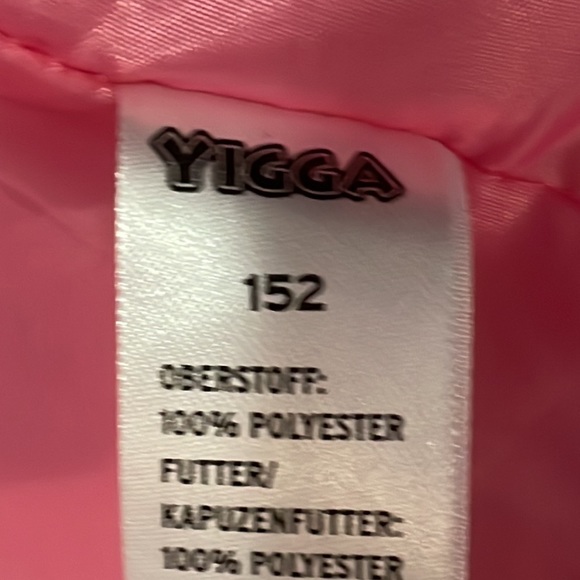 YIGGA
152
OBERSTOFF:
100% POLYESTER
FUTTER/
KAPUZENFUTTER:
100% POLYESTER